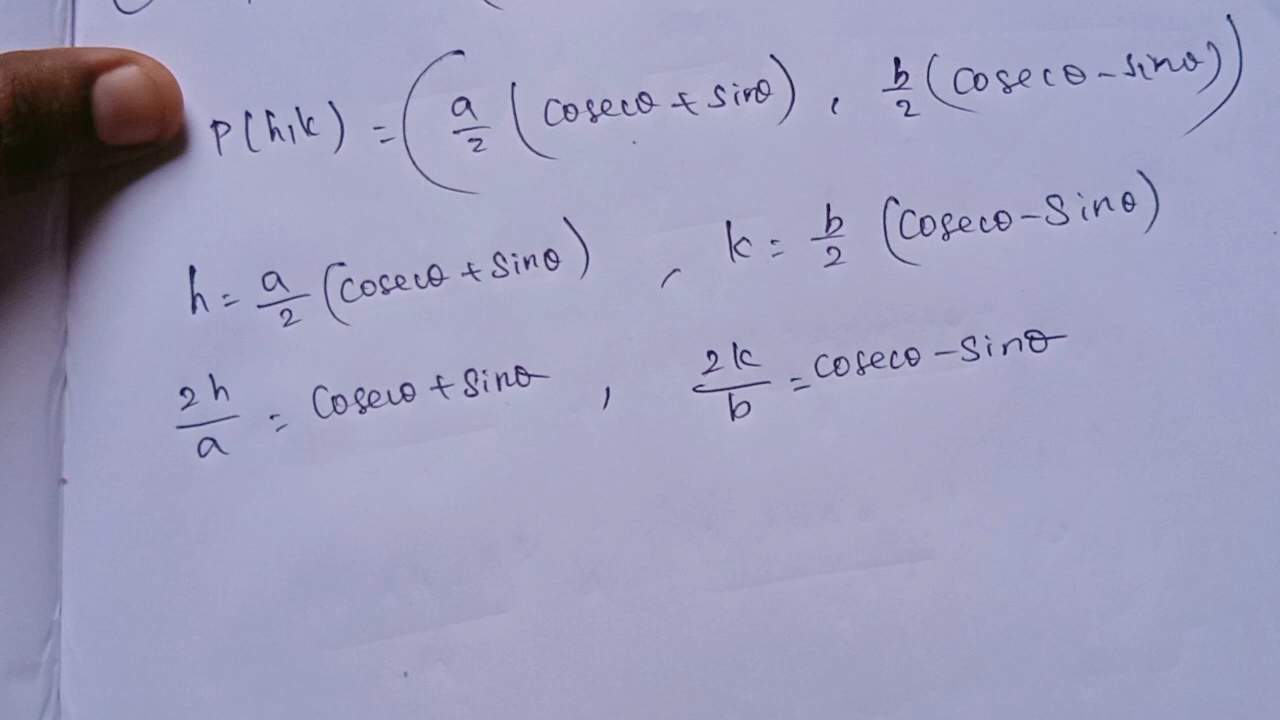 P(h,k) = (a/2 (cosecθ + sinθ), b/2 (cosecθ - sinθ))
h = a/2 (cosecθ + sinθ) , k = b/2 (cosecθ - sinθ)
2h/a = cosecθ + sinθ , 2k/b = cosecθ - sinθ